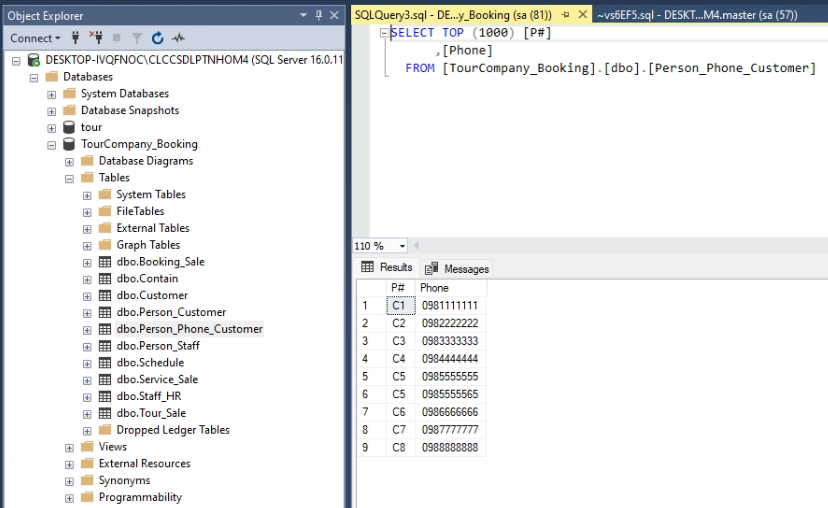 Object Explorer
Connect
DESKTOP-IVQFNOC\CLCCSDLPTNHOM4 (SQL Server 16.0.11
Databases
System Databases
Database Snapshots
tour
TourCompany_Booking
Database Diagrams
Tables
System Tables
FileTables
External Tables
Graph Tables
dbo.Booking_Sale
dbo.Contain
dbo.Customer
dbo.Person_Customer
dbo.Person_Phone_Customer
dbo.Person_Staff
dbo.Schedule
dbo.Service_Sale
dbo.Staff_HR
dbo.Tour_Sale
Dropped Ledger Tables
Views
External Resources
Synonyms
Programmability
SQLQuery3.sql - DE...y_Booking (sa (81))
~vs6EF5.sql - DESKT...M4.master (sa (57))
SELECT TOP (1000) [P#]
,[Phone]
FROM [TourCompany_Booking].[dbo].[Person_Phone_Customer]
110 %
Results Messages
P# Phone
1 C1 0981111111
2 C2 0982222222
3 C3 0983333333
4 C4 0984444444
5 C5 0985555555
6 C5 0985555565
7 C6 0986666666
8 C7 0987777777
9 C8 0988888888